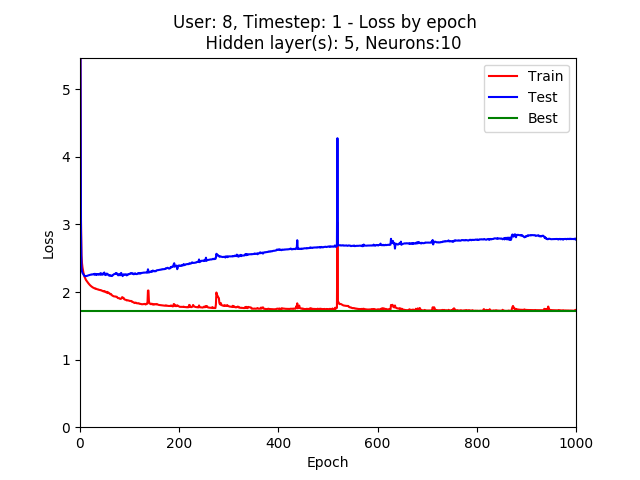 User: 8, Timestep: 1 - Loss by epoch
Hidden layer(s): 5, Neurons:10
Train
Test
Best
5
4
3
2
1
0
Loss
0 200 400 600 800 1000
Epoch